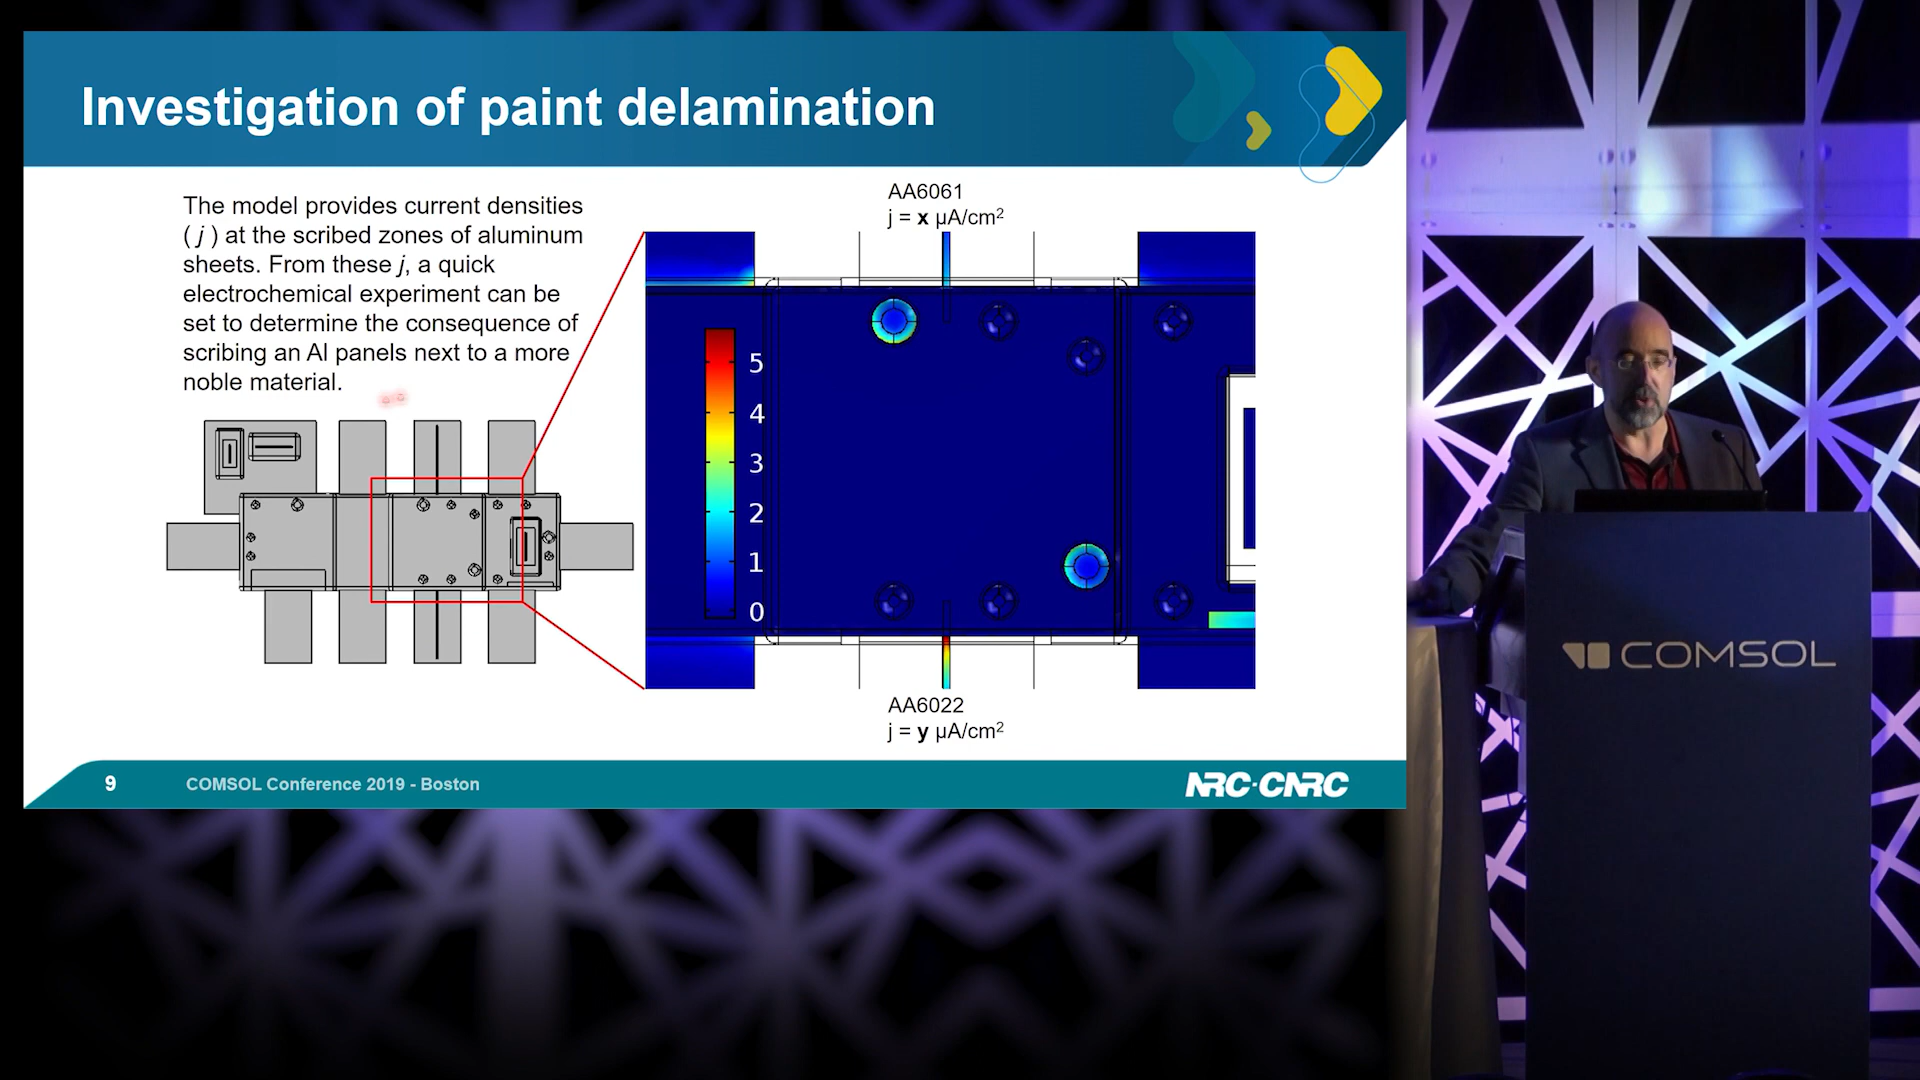 Investigation of paint delamination
The model provides current densities
( j ) at the scribed zones of aluminum
sheets. From these j, a quick
electrochemical experiment can be
set to determine the consequence of
scribing an Al panels next to a more
noble material.
AA6061
j = x µA/cm²
5
4
3
2
1
0
AA6022
j = y µA/cm²
9
COMSOL Conference 2019 - Boston
NRC·CNRC
COMSOL